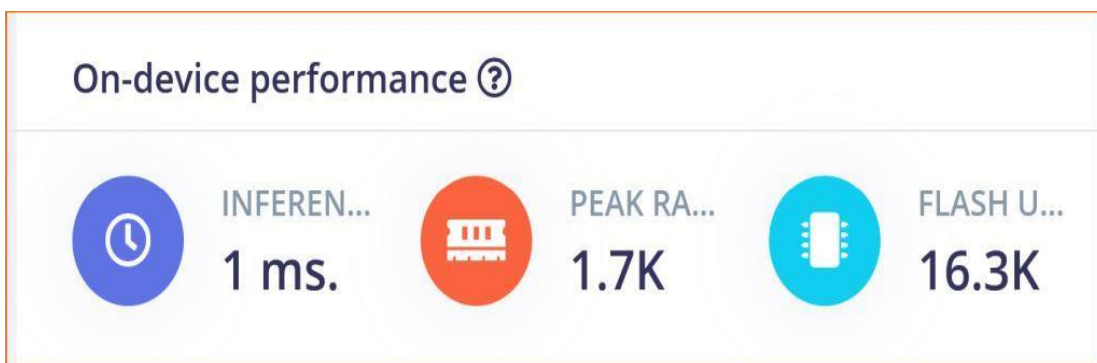 On-device performance ?
INFEREN... PEAK RA... FLASH U...
1 ms. 1.7K 16.3K